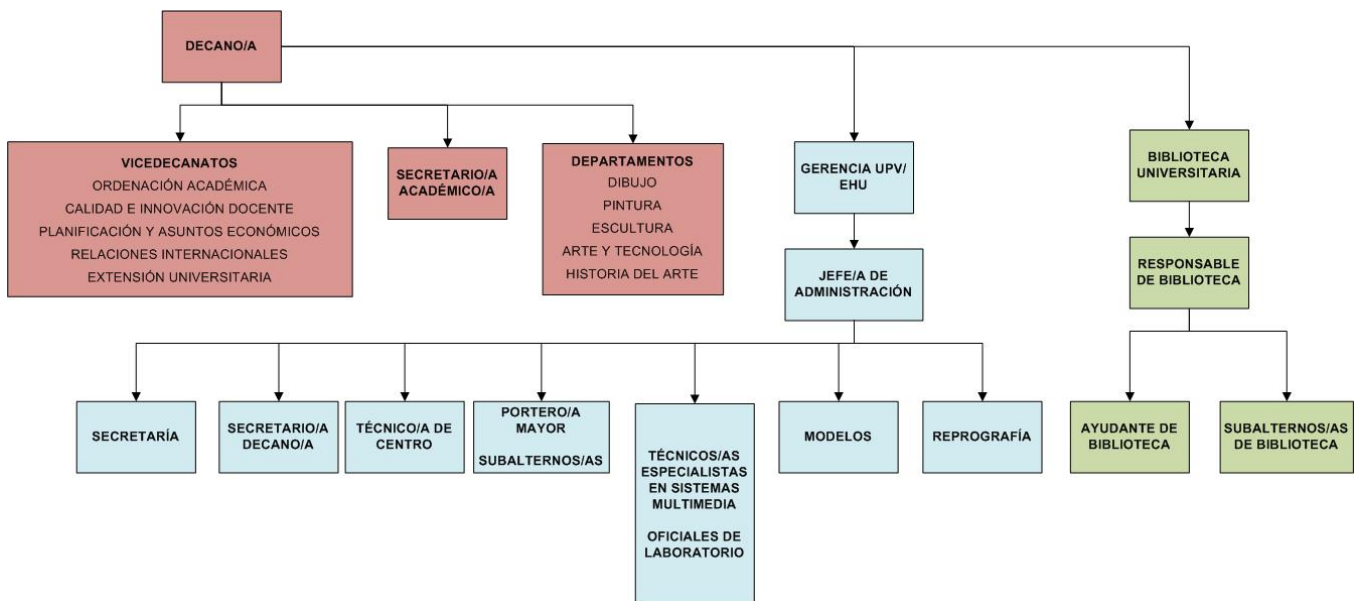 DECANO/A
VICEDECANATOS
ORDENACIÓN ACADÉMICA
CALIDAD E INNOVACIÓN DOCENTE
PLANIFICACIÓN Y ASUNTOS ECONÓMICOS
RELACIONES INTERNACIONALES
EXTENSIÓN UNIVERSITARIA
SECRETARIO/A
ACADÉMICO/A
DEPARTAMENTOS
DIBUJO
PINTURA
ESCULTURA
ARTE Y TECNOLOGÍA
HISTORIA DEL ARTE
GERENCIA UPV/
EHU
BIBLIOTECA
UNIVERSITARIA
JEFE/A DE
ADMINISTRACIÓN
RESPONSABLE
DE BIBLIOTECA
SECRETARÍA
SECRETARIO/A
DECANO/A
TÉCNICO/A DE
CENTRO
PORTERO/A
MAYOR
SUBALTERNOS/AS
TÉCNICOS/AS
ESPECIALISTAS
EN SISTEMAS
MULTIMEDIA
OFICIALES DE
LABORATORIO
MODELOS
REPROGRAFÍA
AYUDANTE DE
BIBLIOTECA
SUBALTERNOS/AS
DE BIBLIOTECA